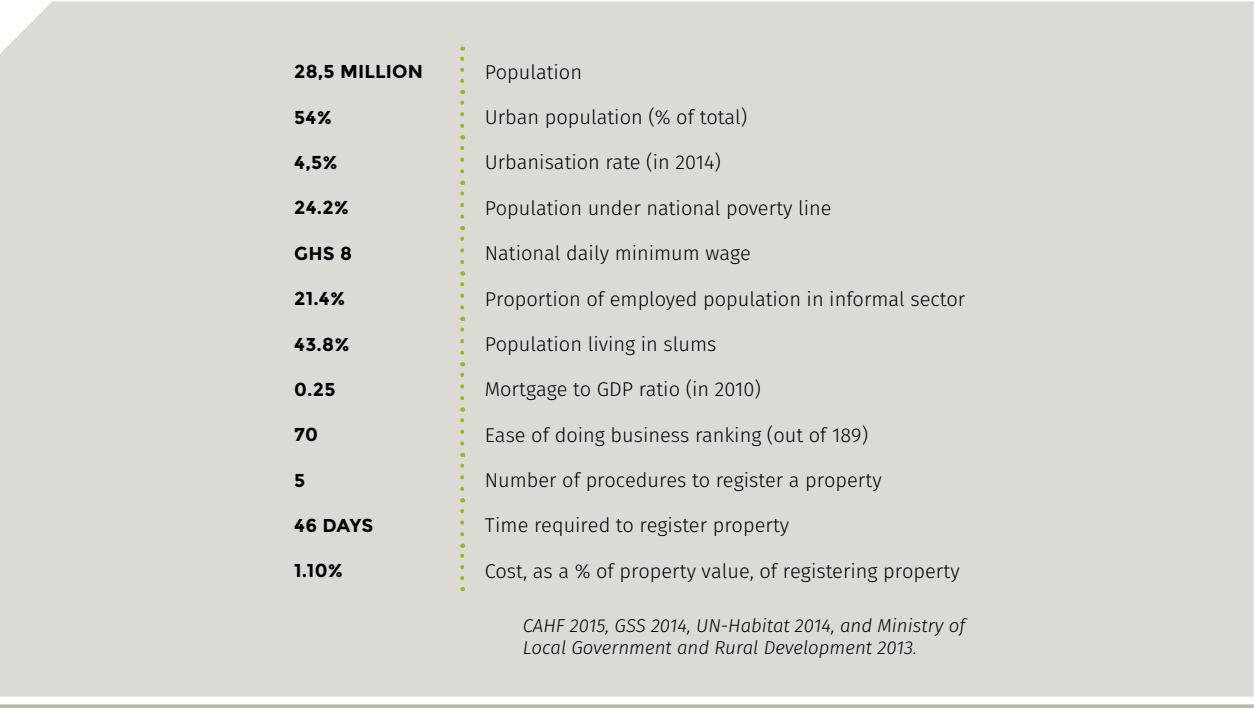 28,5 MILLION Population
54% Urban population (% of total)
4,5% Urbanisation rate (in 2014)
24.2% Population under national poverty line
GHS 8 National daily minimum wage
21.4% Proportion of employed population in informal sector
43.8% Population living in slums
0.25 Mortgage to GDP ratio (in 2010)
70 Ease of doing business ranking (out of 189)
5 Number of procedures to register a property
46 DAYS Time required to register property
1.10% Cost, as a % of property value, of registering property
CAHF 2015, GSS 2014, UN-Habitat 2014, and Ministry of
Local Government and Rural Development 2013.